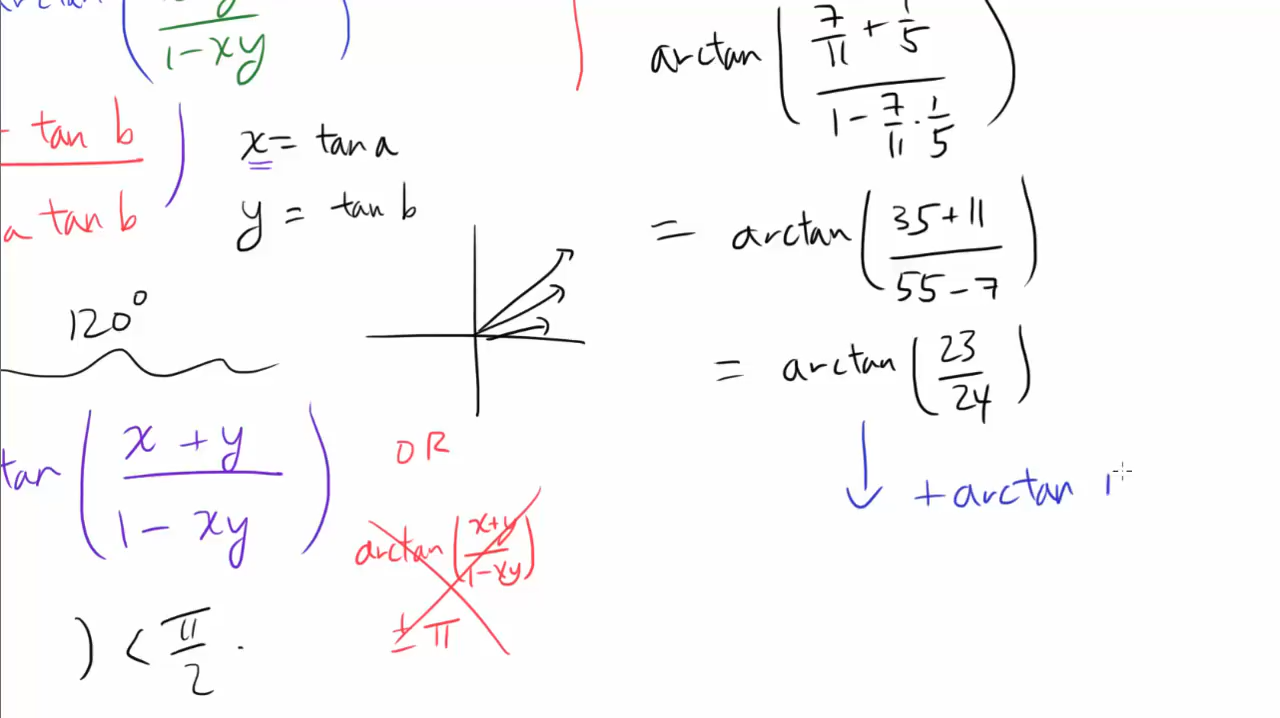 arctan ( y / 1 - xy )
- tan b
a tan b
x = tan a
y = tan b
120°
tan ( x + y / 1 - xy )
OR
arctan ( x+y / 1-xy )
± π
) < π/2 .
arctan ( 7/11 + 1/5 / 1 - 7/11 · 1/5 )
= arctan ( 35+11 / 55-7 )
= arctan ( 23/24 )
↓ + arctan